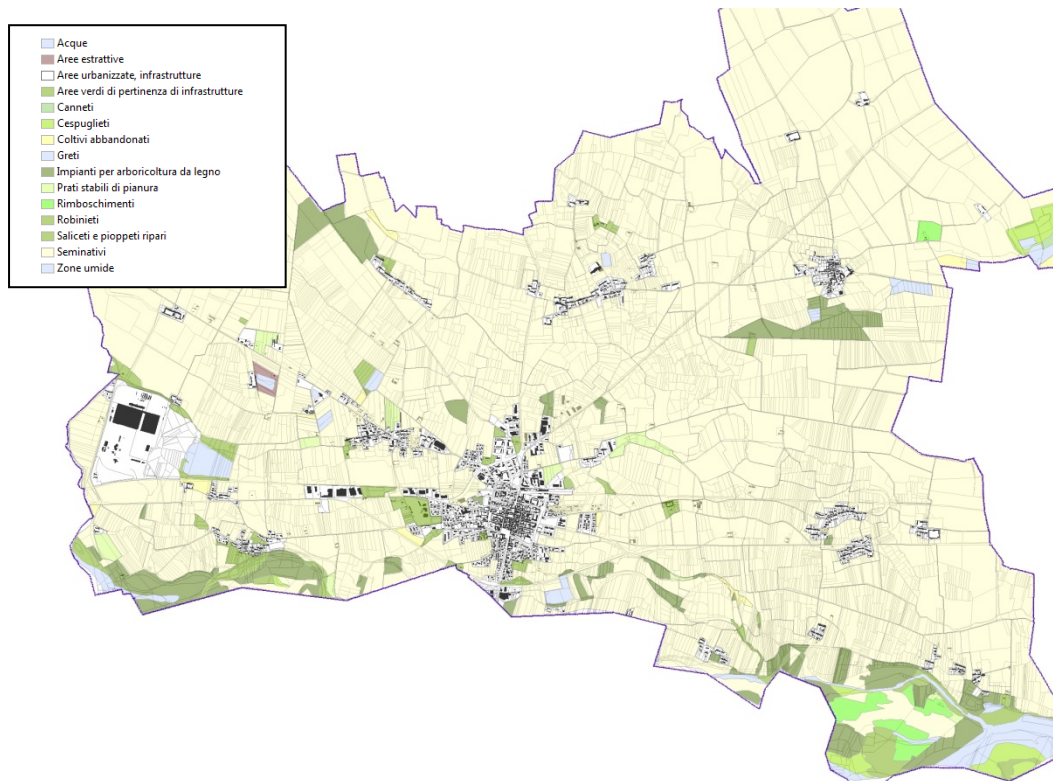 Acque
Aree estrattive
Aree urbanizzate, infrastrutture
Aree verdi di pertinenza di infrastrutture
Canneti
Cespuglieti
Coltivi abbandonati
Greti
Impianti per arboricoltura da legno
Prati stabili di pianura
Rimboschimenti
Robinieti
Saliceti e pioppeti ripari
Seminativi
Zone umide